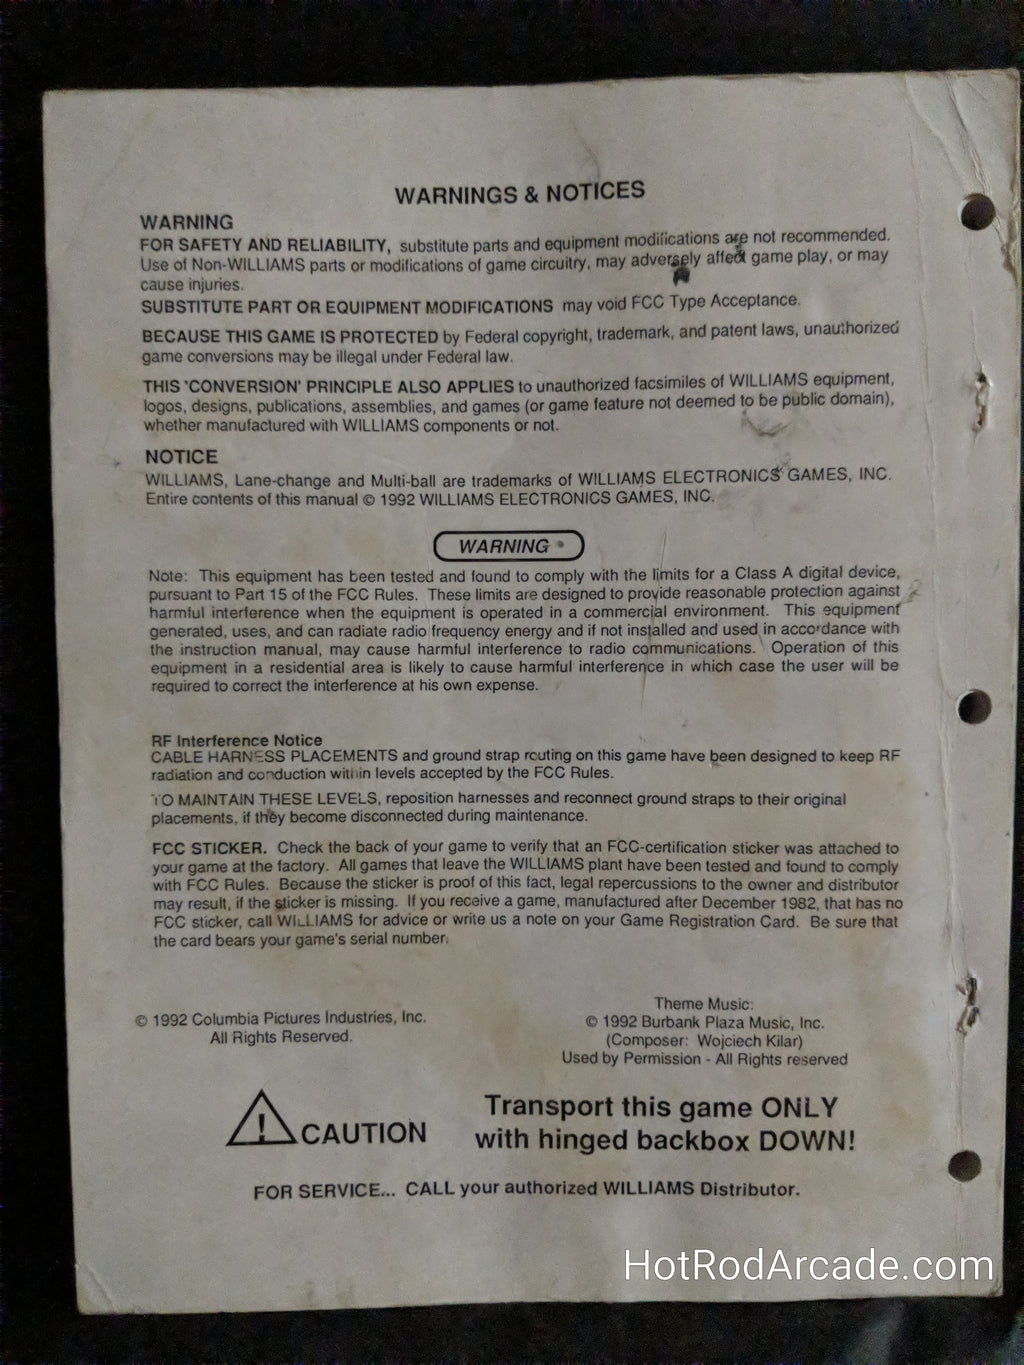 WARNINGS & NOTICES
WARNING
FOR SAFETY AND RELIABILITY, substitute parts and equipment modifications are not recommended.
Use of Non-WILLIAMS parts or modifications of game circuitry, may adversely affect game play, or may
cause injuries.
SUBSTITUTE PART OR EQUIPMENT MODIFICATIONS may void FCC Type Acceptance.
BECAUSE THIS GAME IS PROTECTED by Federal copyright, trademark, and patent laws, unauthorized
game conversions may be illegal under Federal law.
THIS 'CONVERSION' PRINCIPLE ALSO APPLIES to unauthorized facsimiles of WILLIAMS equipment,
logos, designs, publications, assemblies, and games (or game feature not deemed to be public domain),
whether manufactured with WILLIAMS components or not.
NOTICE
WILLIAMS, Lane-change and Multi-ball are trademarks of WILLIAMS ELECTRONICS GAMES, INC.
Entire contents of this manual © 1992 WILLIAMS ELECTRONICS GAMES, INC.
WARNING
Note: This equipment has been tested and found to comply with the limits for a Class A digital device,
pursuant to Part 15 of the FCC Rules. These limits are designed to provide reasonable protection against
harmful interference when the equipment is operated in a commercial environment. This equipment
generated, uses, and can radiate radio frequency energy and if not installed and used in accordance with
the instruction manual, may cause harmful interference to radio communications. Operation of this
equipment in a residential area is likely to cause harmful interference in which case the user will be
required to correct the interference at his own expense.
RF Interference Notice
CABLE HARNESS PLACEMENTS and ground strap routing on this game have been designed to keep RF
radiation and conduction within levels accepted by the FCC Rules.
TO MAINTAIN THESE LEVELS, reposition harnesses and reconnect ground straps to their original
placements, if they become disconnected during maintenance.
FCC STICKER. Check the back of your game to verify that an FCC-certification sticker was attached to
your game at the factory. All games that leave the WILLIAMS plant have been tested and found to comply
with FCC Rules. Because the sticker is proof of this fact, legal repercussions to the owner and distributor
may result, if the sticker is missing. If you receive a game, manufactured after December 1982, that has no
FCC sticker, call WILLIAMS for advice or write us a note on your Game Registration Card. Be sure that
the card bears your game's serial number.
© 1992 Columbia Pictures Industries, Inc.
All Rights Reserved.
Theme Music:
© 1992 Burbank Plaza Music, Inc.
(Composer: Wojciech Kilar)
Used by Permission - All Rights reserved
! CAUTION
Transport this game ONLY
with hinged backbox DOWN!
FOR SERVICE... CALL your authorized WILLIAMS Distributor.
HotRodArcade.com